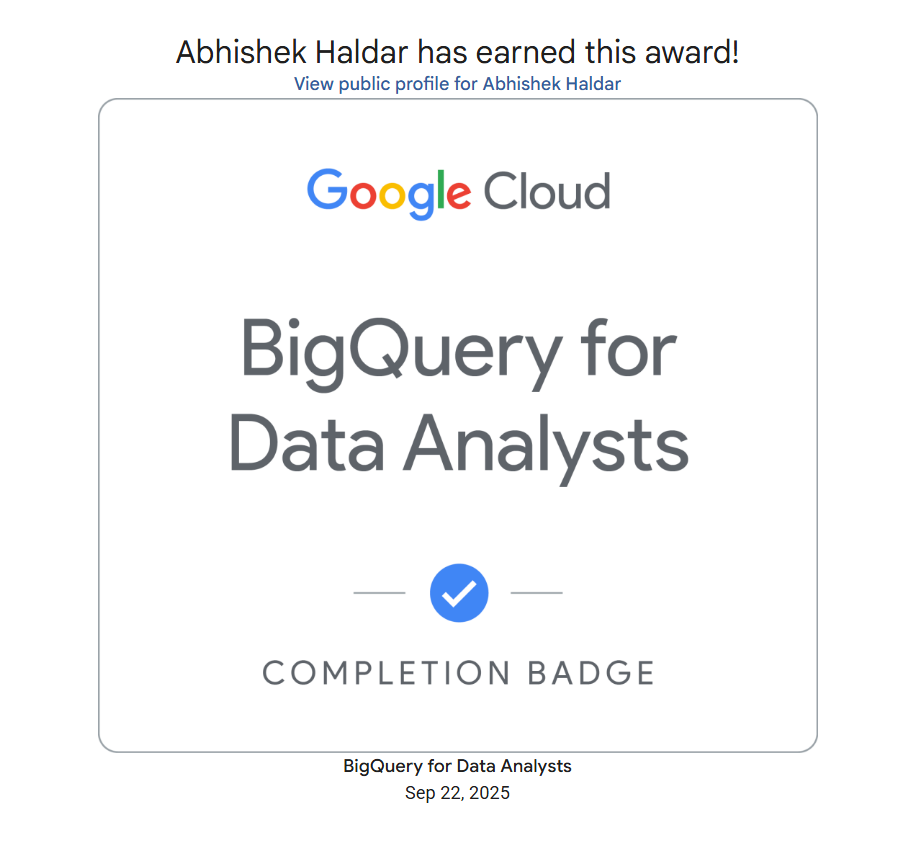 Abhishek Haldar has earned this award!
View public profile for Abhishek Haldar
Google Cloud
BigQuery for
Data Analysts
COMPLETION BADGE
BigQuery for Data Analysts
Sep 22, 2025